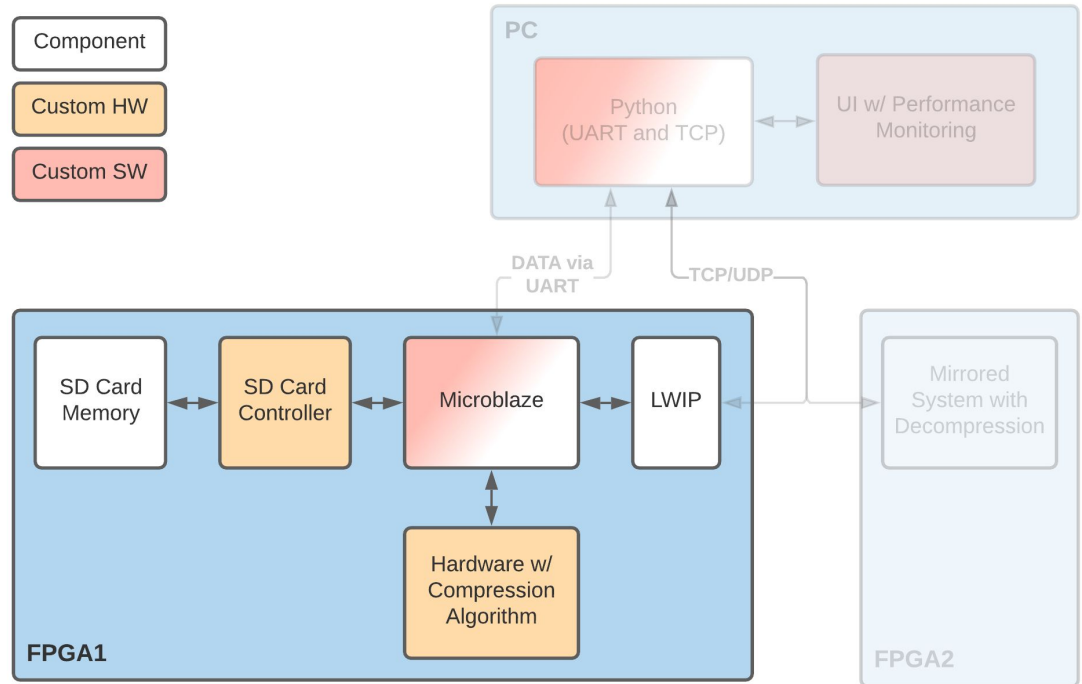 Component
Custom HW
Custom SW
PC
Python
(UART and TCP)
UI w/ Performance
Monitoring
DATA via
UART
TCP/UDP
SD Card
Memory
SD Card
Controller
Microblaze
LWIP
Hardware w/
Compression
Algorithm
FPGA1
Mirrored
System with
Decompression
FPGA2